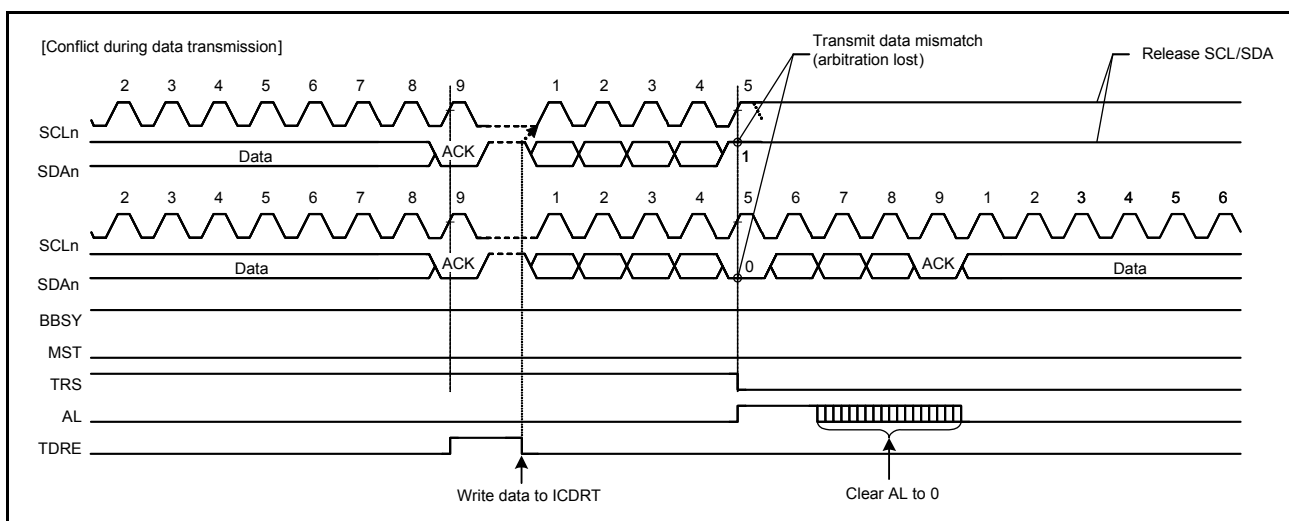 [Conflict during data transmission]
Transmit data mismatch
(arbitration lost)
Release SCL/SDA
2 3 4 5 6 7 8 9 1 2 3 4 5
SCLn
Data ACK 1
SDAn
2 3 4 5 6 7 8 9 1 2 3 4 5 6 7 8 9 1 2 3 4 5 6
SCLn
Data ACK 0 ACK Data
SDAn
BBSY
MST
TRS
AL
TDRE
Write data to ICDRT
Clear AL to 0